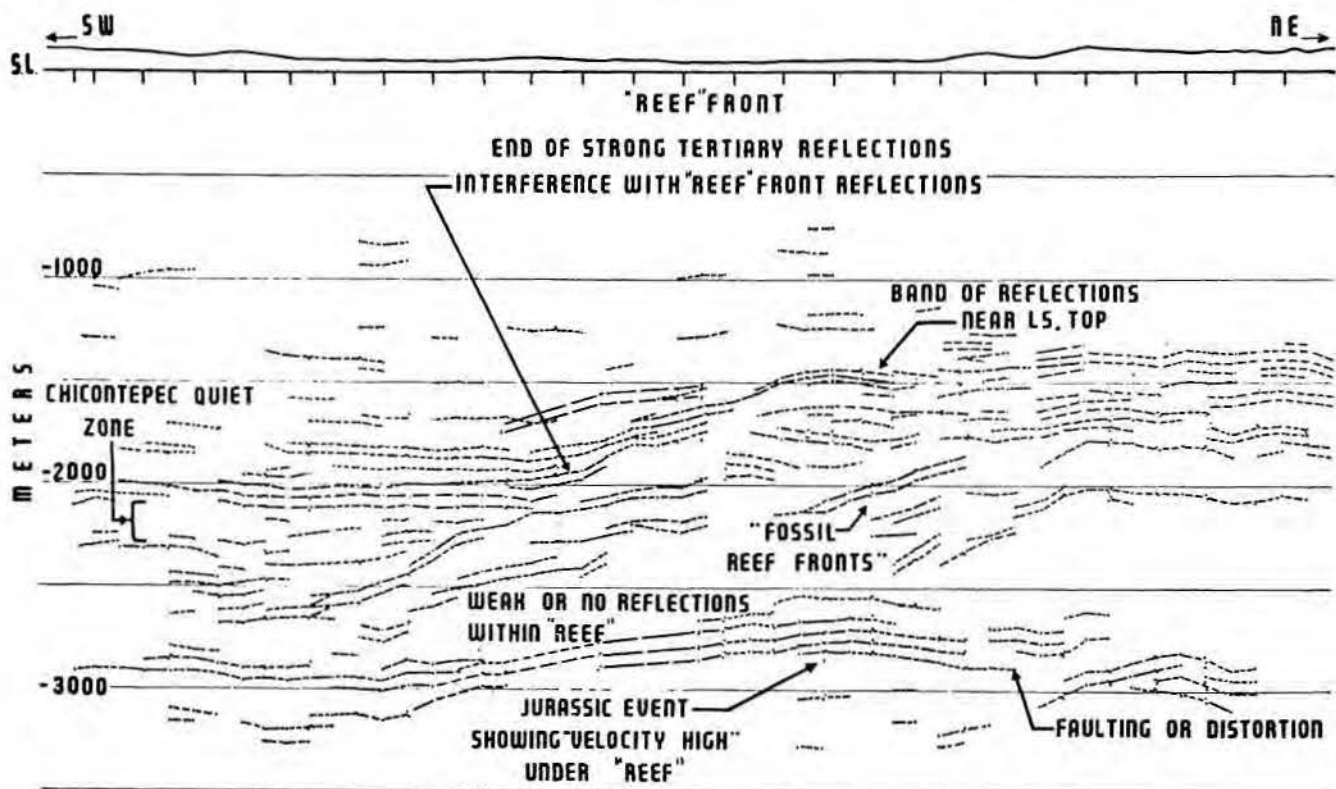 SW
NE
S.L.
"REEF" FRONT
END OF STRONG TERTIARY REFLECTIONS
INTERFERENCE WITH "REEF" FRONT REFLECTIONS
-1000
BAND OF REFLECTIONS
NEAR LS. TOP
METERS
CHICONTEPEC QUIET
ZONE
-2000
"FOSSIL
REEF FRONTS"
WEAK OR NO REFLECTIONS
WITHIN "REEF"
-3000
JURASSIC EVENT
SHOWING "VELOCITY HIGH"
UNDER "REEF"
FAULTING OR DISTORTION